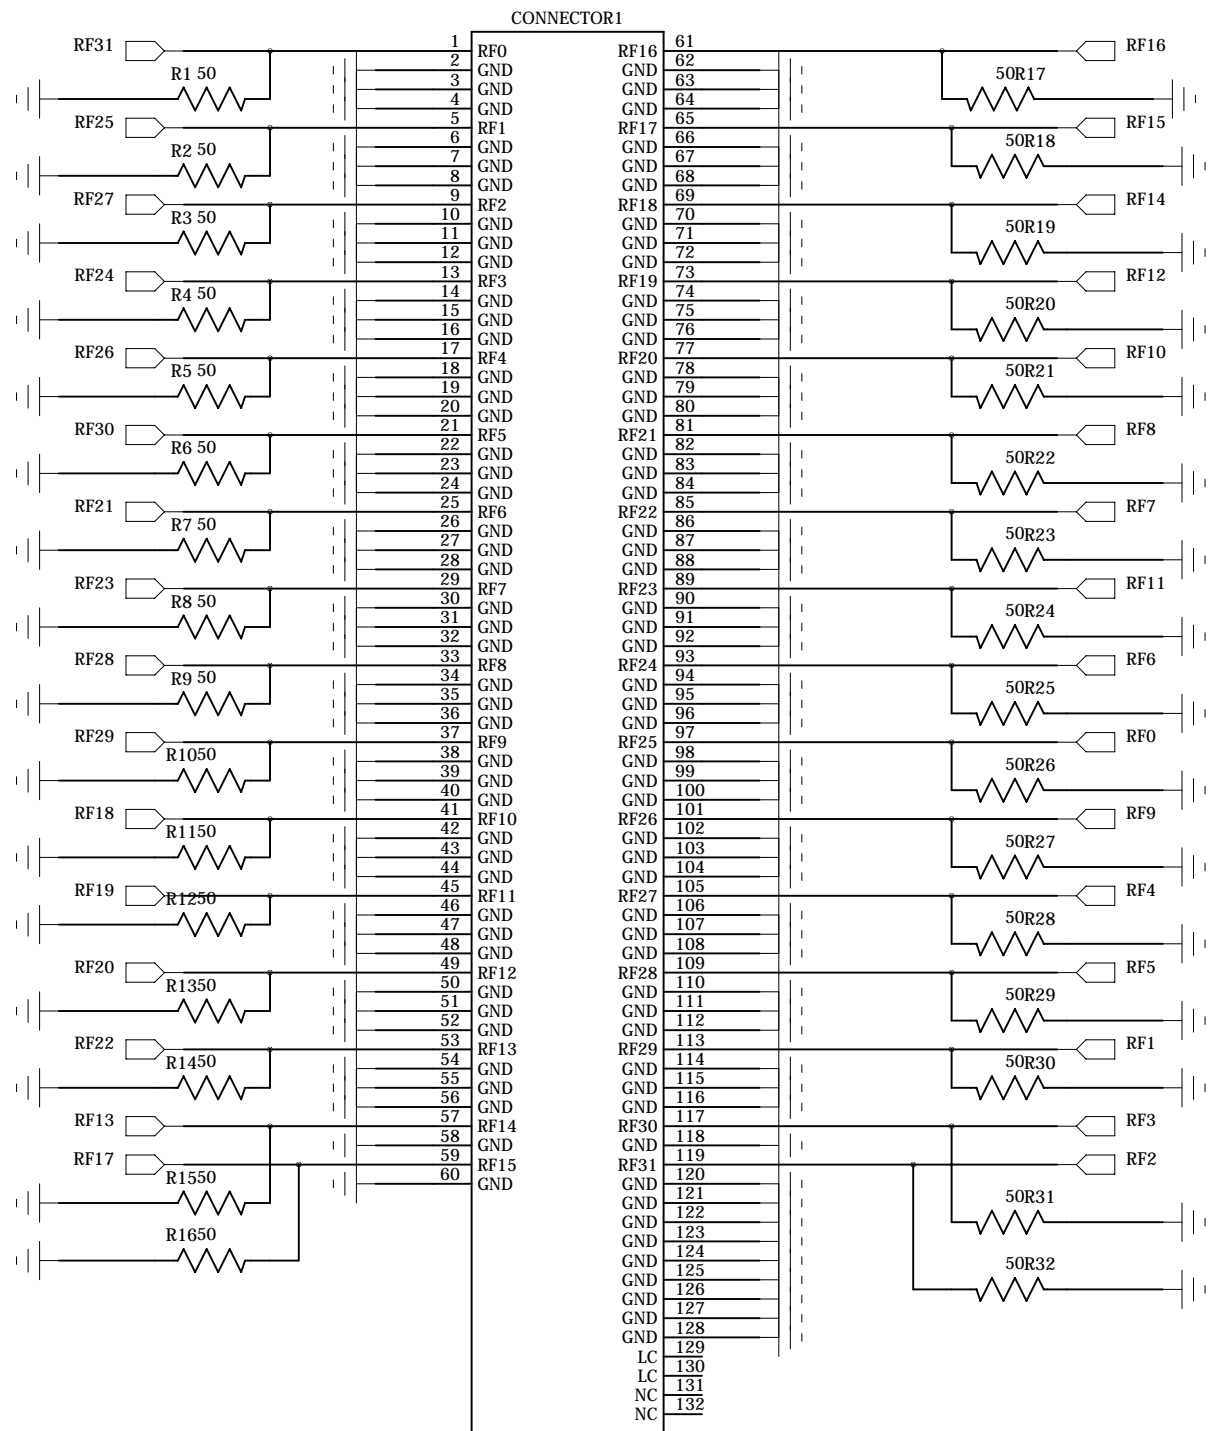 CONNECTOR1
RF31 1 RF0 RF16 61 RF16
2 GND GND 62
R1 50 3 GND GND 63 50R17
4 GND GND 64
RF25 5 RF1 RF17 65 RF15
6 GND GND 66 50R18
R2 50 7 GND GND 67
8 GND GND 68
RF27 9 RF2 RF18 69 RF14
R3 50 10 GND GND 70 50R19
11 GND GND 71
12 GND GND 72
RF24 13 RF3 RF19 73 RF12
R4 50 14 GND GND 74 50R20
15 GND GND 75
16 GND GND 76
RF26 17 RF4 RF20 77 RF10
R5 50 18 GND GND 78 50R21
19 GND GND 79
20 GND GND 80
RF30 21 RF5 RF21 81 RF8
R6 50 22 GND GND 82 50R22
23 GND GND 83
24 GND GND 84
RF21 25 RF6 RF22 85 RF7
R7 50 26 GND GND 86 50R23
27 GND GND 87
28 GND GND 88
RF23 29 RF7 RF23 89 RF11
R8 50 30 GND GND 90 50R24
31 GND GND 91
32 GND GND 92
RF28 33 RF8 RF24 93 RF6
R9 50 34 GND GND 94 50R25
35 GND GND 95
36 GND GND 96
RF29 37 RF9 RF25 97 RF0
R1050 38 GND GND 98 50R26
39 GND GND 99
40 GND GND 100
RF18 41 RF10 RF26 101 RF9
R1150 42 GND GND 102 50R27
43 GND GND 103
44 GND GND 104
RF19 45 RF11 RF27 105 RF4
R1250 46 GND GND 106 50R28
47 GND GND 107
48 GND GND 108
RF20 49 RF12 RF28 109 RF5
R1350 50 GND GND 110 50R29
51 GND GND 111
52 GND GND 112
RF22 53 RF13 RF29 113 RF1
R1450 54 GND GND 114 50R30
55 GND GND 115
56 GND GND 116
RF13 57 RF14 RF30 117 RF3
58 GND GND 118
RF17 59 RF15 RF31 119 RF2
R1550 60 GND GND 120 50R31
GND 121
GND 122
R1650 GND 123
GND 124 50R32
GND 125
GND 126
GND 127
GND 128
LC 129
LC 130
NC 131
NC 132